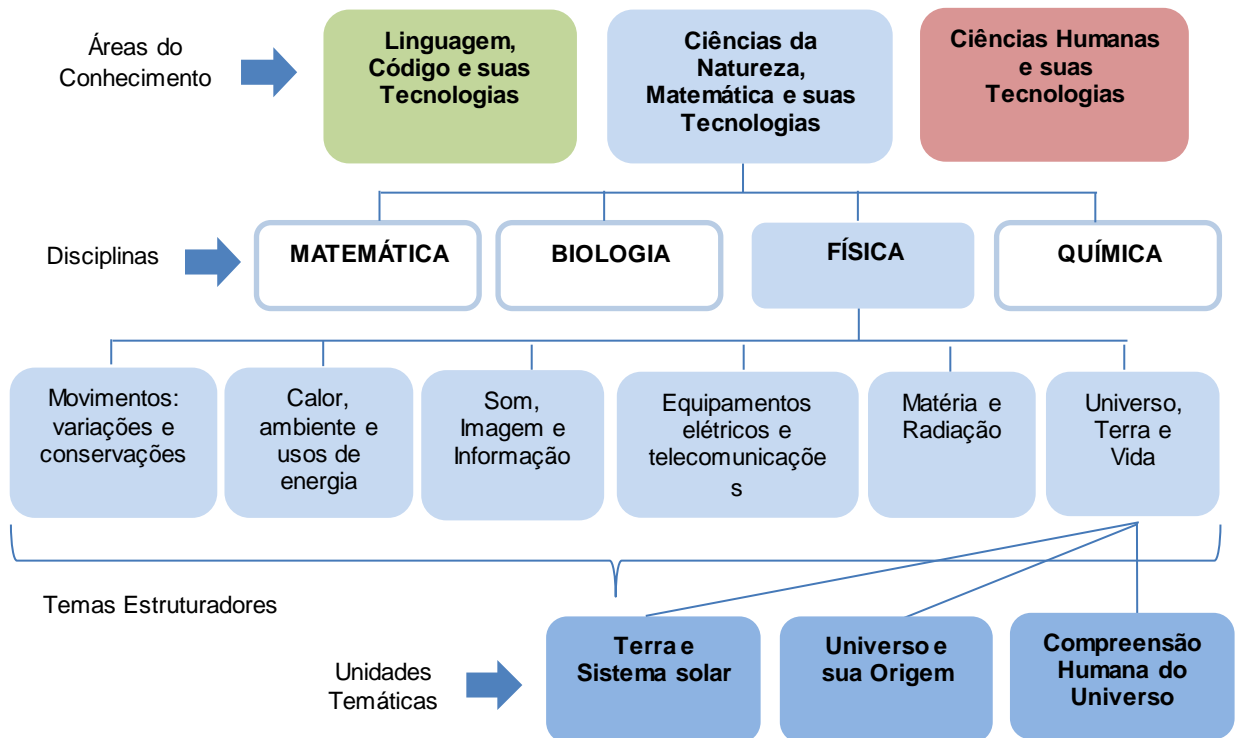 Áreas do
Conhecimento
Linguagem,
Código e suas
Tecnologias
Ciências da
Natureza,
Matemática e suas
Tecnologias
Ciências Humanas
e suas
Tecnologias
Disciplinas
MATEMÁTICA
BIOLOGIA
FÍSICA
QUÍMICA
Movimentos:
variações e
conservações
Calor,
ambiente e
usos de
energia
Som,
Imagem e
Informação
Equipamentos
elétricos e
telecomunicaçõe
s
Matéria e
Radiação
Universo,
Terra e
Vida
Temas Estruturadores
Unidades
Temáticas
Terra e
Sistema solar
Universo e
sua Origem
Compreensão
Humana do
Universo